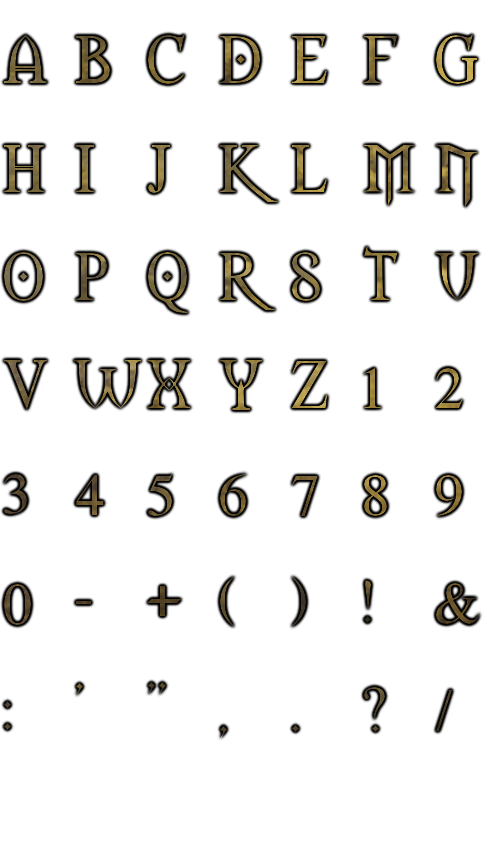 A B C D E F G
H I J K L M N
O P Q R S T U
V W X Y Z 1 2
3 4 5 6 7 8 9
0 - + ( ) ! &
: ’ ” , . ? /